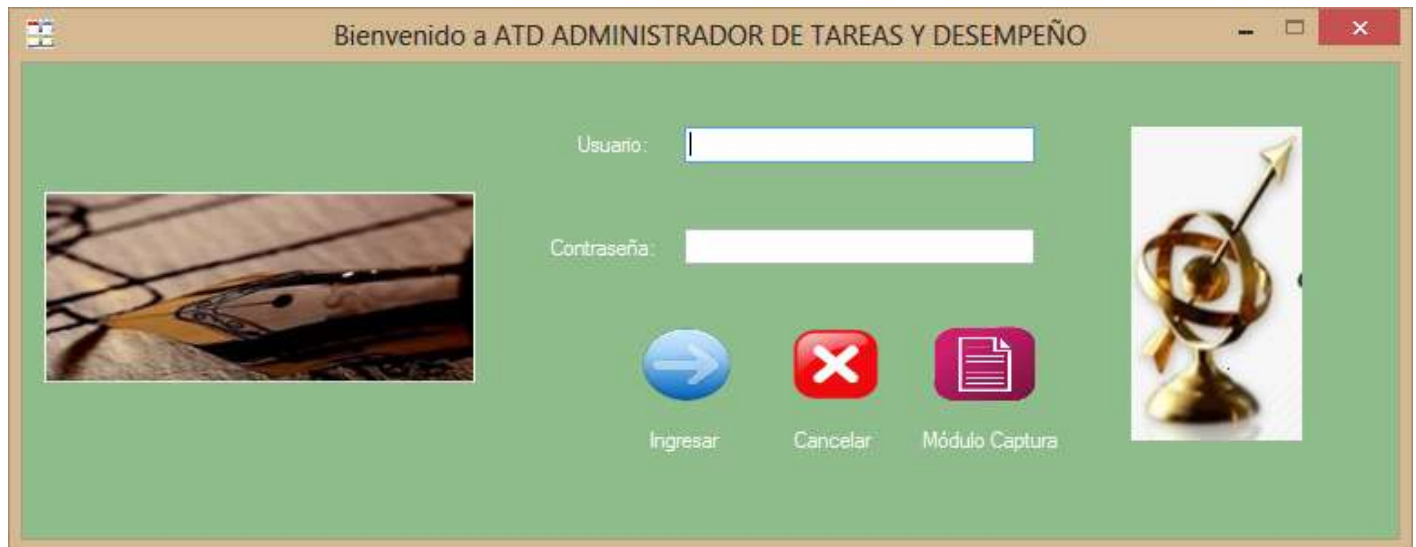 Bienvenido a ATD ADMINISTRADOR DE TAREAS Y DESEMPEÑO
Usuario:
Contraseña:
Ingresar
Cancelar
Módulo Captura